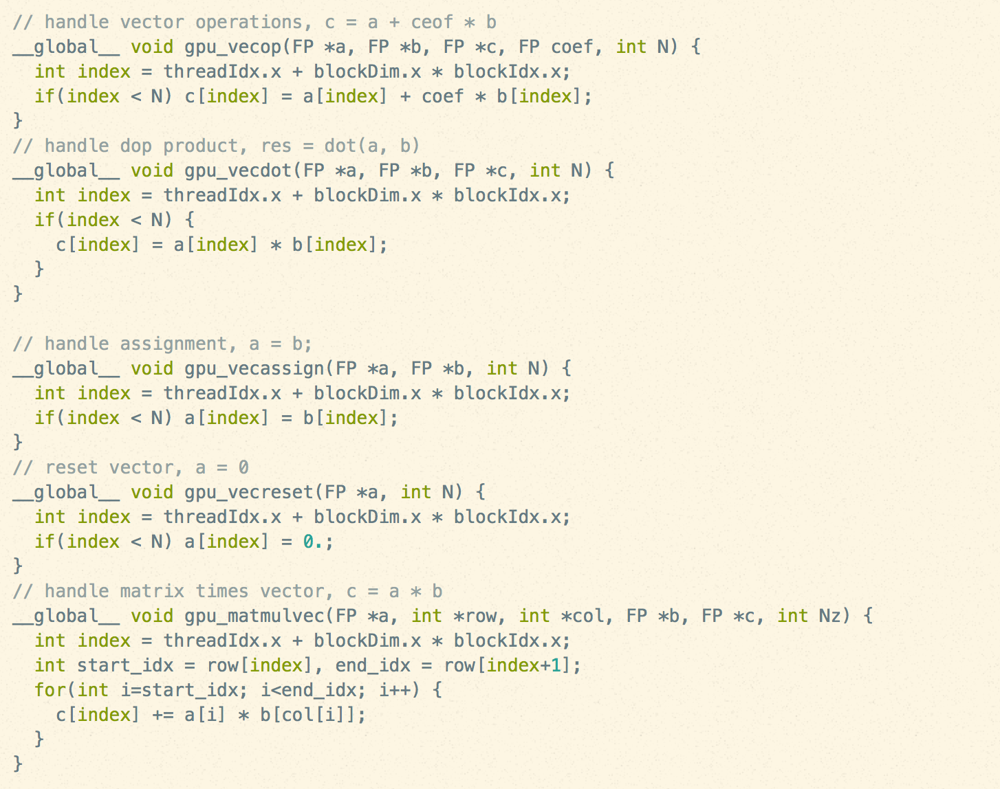 // handle vector operations, c = a + ceof * b
__global__ void gpu_vecop(FP *a, FP *b, FP *c, FP coef, int N) {
  int index = threadIdx.x + blockDim.x * blockIdx.x;
  if(index < N) c[index] = a[index] + coef * b[index];
}
// handle dop product, res = dot(a, b)
__global__ void gpu_vecdot(FP *a, FP *b, FP *c, int N) {
  int index = threadIdx.x + blockDim.x * blockIdx.x;
  if(index < N) {
    c[index] = a[index] * b[index];
  }
}

// handle assignment, a = b;
__global__ void gpu_vecassign(FP *a, FP *b, int N) {
  int index = threadIdx.x + blockDim.x * blockIdx.x;
  if(index < N) a[index] = b[index];
}
// reset vector, a = 0
__global__ void gpu_vecreset(FP *a, int N) {
  int index = threadIdx.x + blockDim.x * blockIdx.x;
  if(index < N) a[index] = 0.;
}
// handle matrix times vector, c = a * b
__global__ void gpu_matmulvec(FP *a, int *row, int *col, FP *b, FP *c, int Nz) {
  int index = threadIdx.x + blockDim.x * blockIdx.x;
  int start_idx = row[index], end_idx = row[index+1];
  for(int i=start_idx; i<end_idx; i++) {
    c[index] += a[i] * b[col[i]];
  }
}